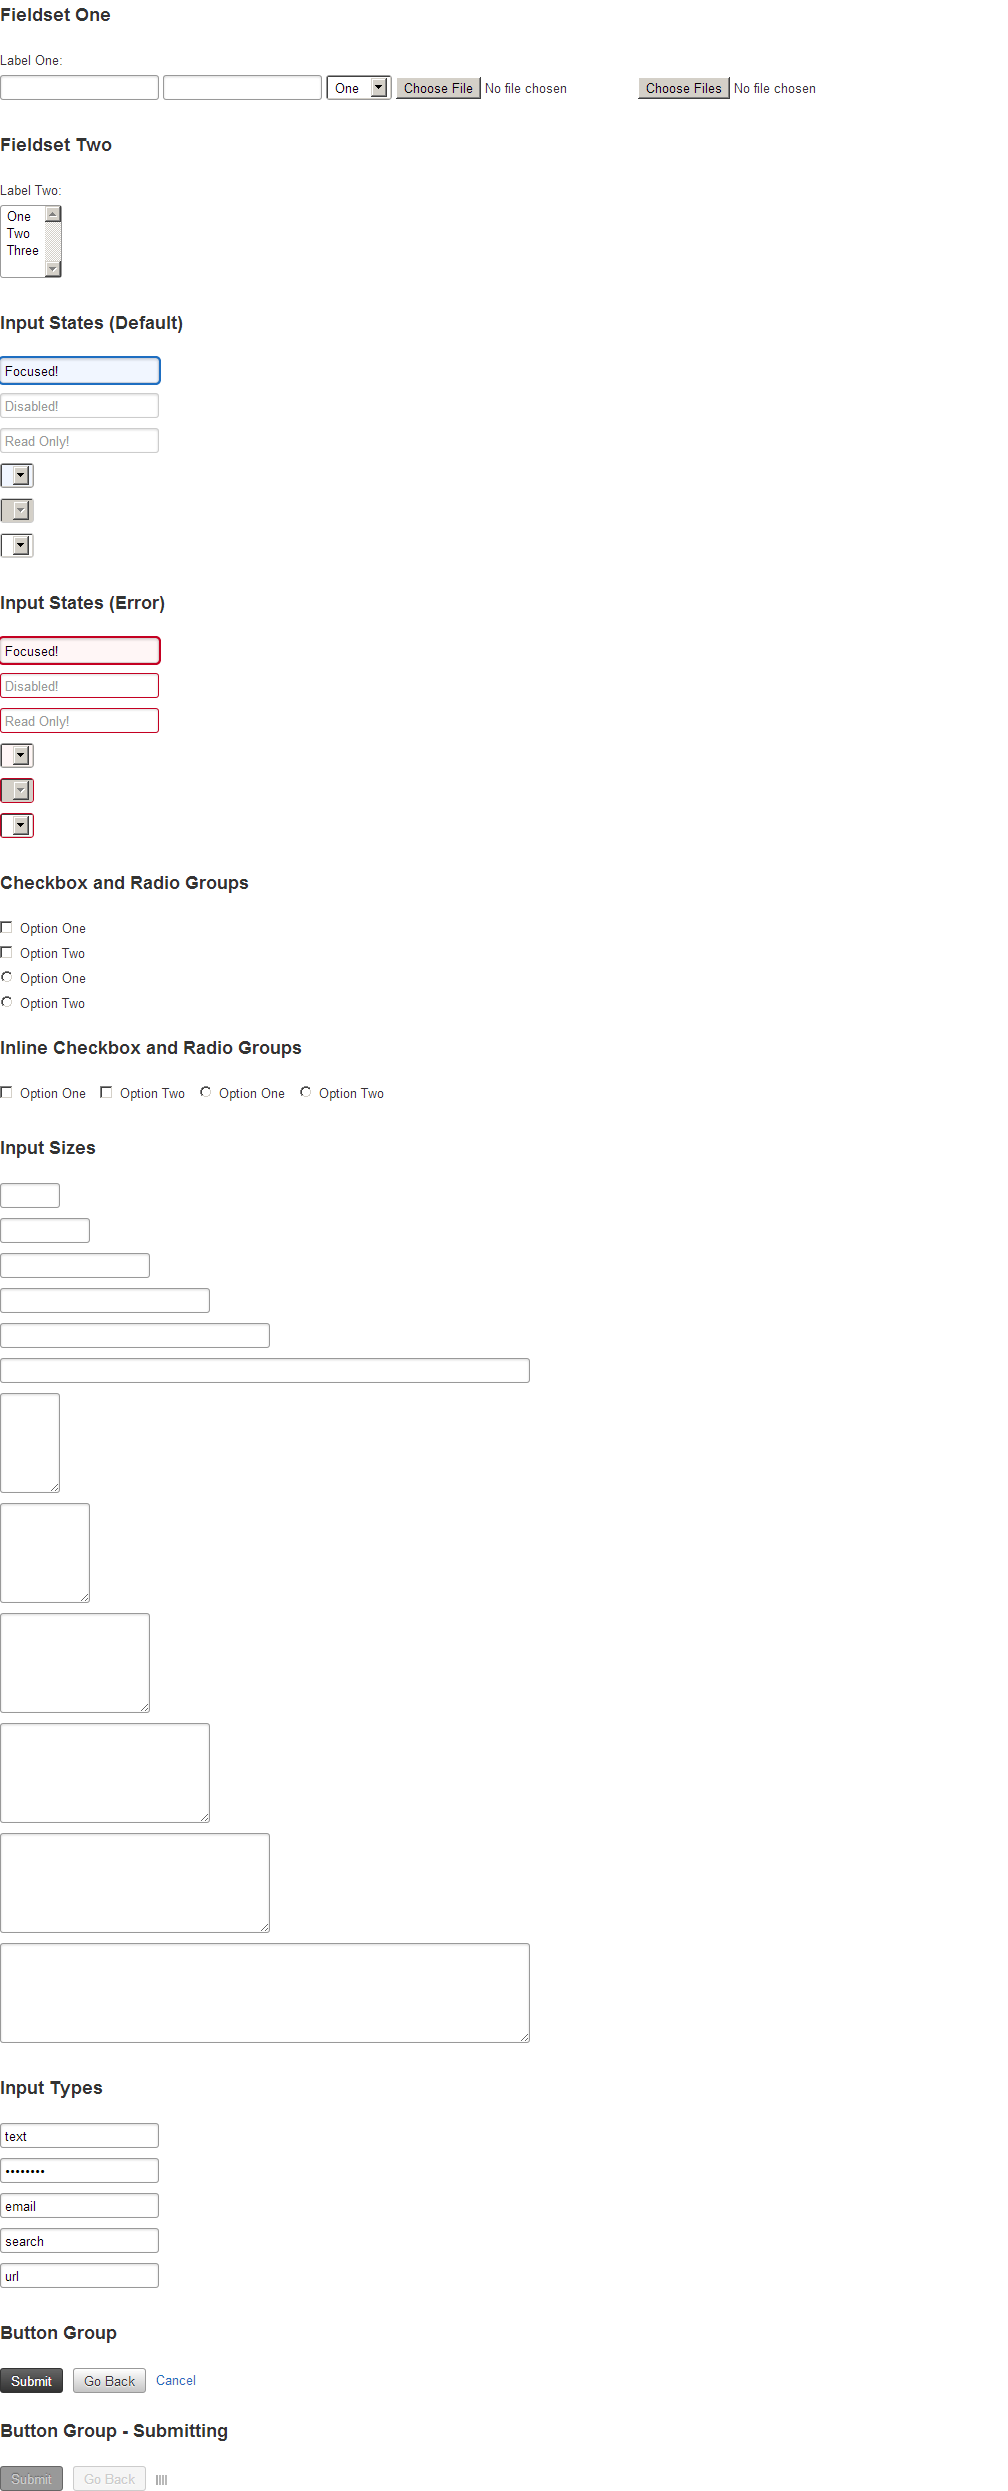 Fieldset One
Label One:
One Choose File No file chosen Choose Files No file chosen
Fieldset Two
Label Two:
One
Two
Three
Input States (Default)
Focused!
Disabled!
Read Only!
Input States (Error)
Focused!
Disabled!
Read Only!
Checkbox and Radio Groups
Option One
Option Two
Option One
Option Two
Inline Checkbox and Radio Groups
Option One Option Two Option One Option Two
Input Sizes
Input Types
text
••••••••
email
search
url
Button Group
Submit Go Back Cancel
Button Group - Submitting
Submit Go Back